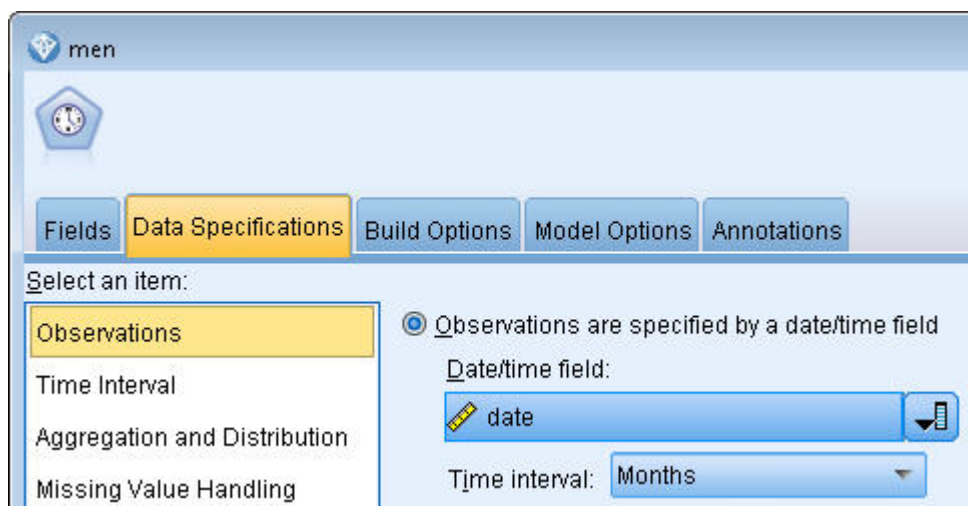 men
Fields Data Specifications Build Options Model Options Annotations
Select an item:
Observations
Time Interval
Aggregation and Distribution
Missing Value Handling
Observations are specified by a date/time field
Date/time field:
date
Time interval: Months